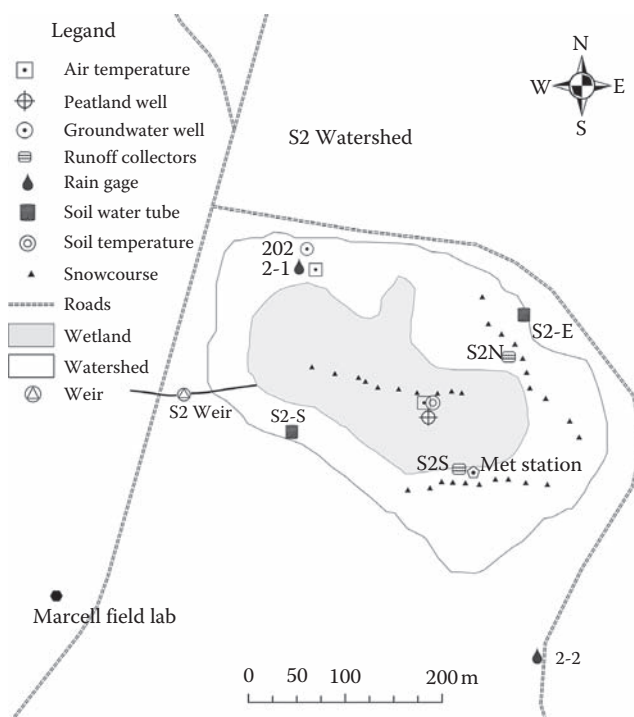 Legand
Air temperature
Peatland well
Groundwater well
Runoff collectors
Rain gage
Soil water tube
Soil temperature
Snowcourse
Roads
Wetland
Watershed
Weir
N
W E
S
S2 Watershed
202
2-1
S2-E
S2N
S2 Weir
S2-S
S2S
Met station
Marcell field lab
2-2
0 50 100 200 m